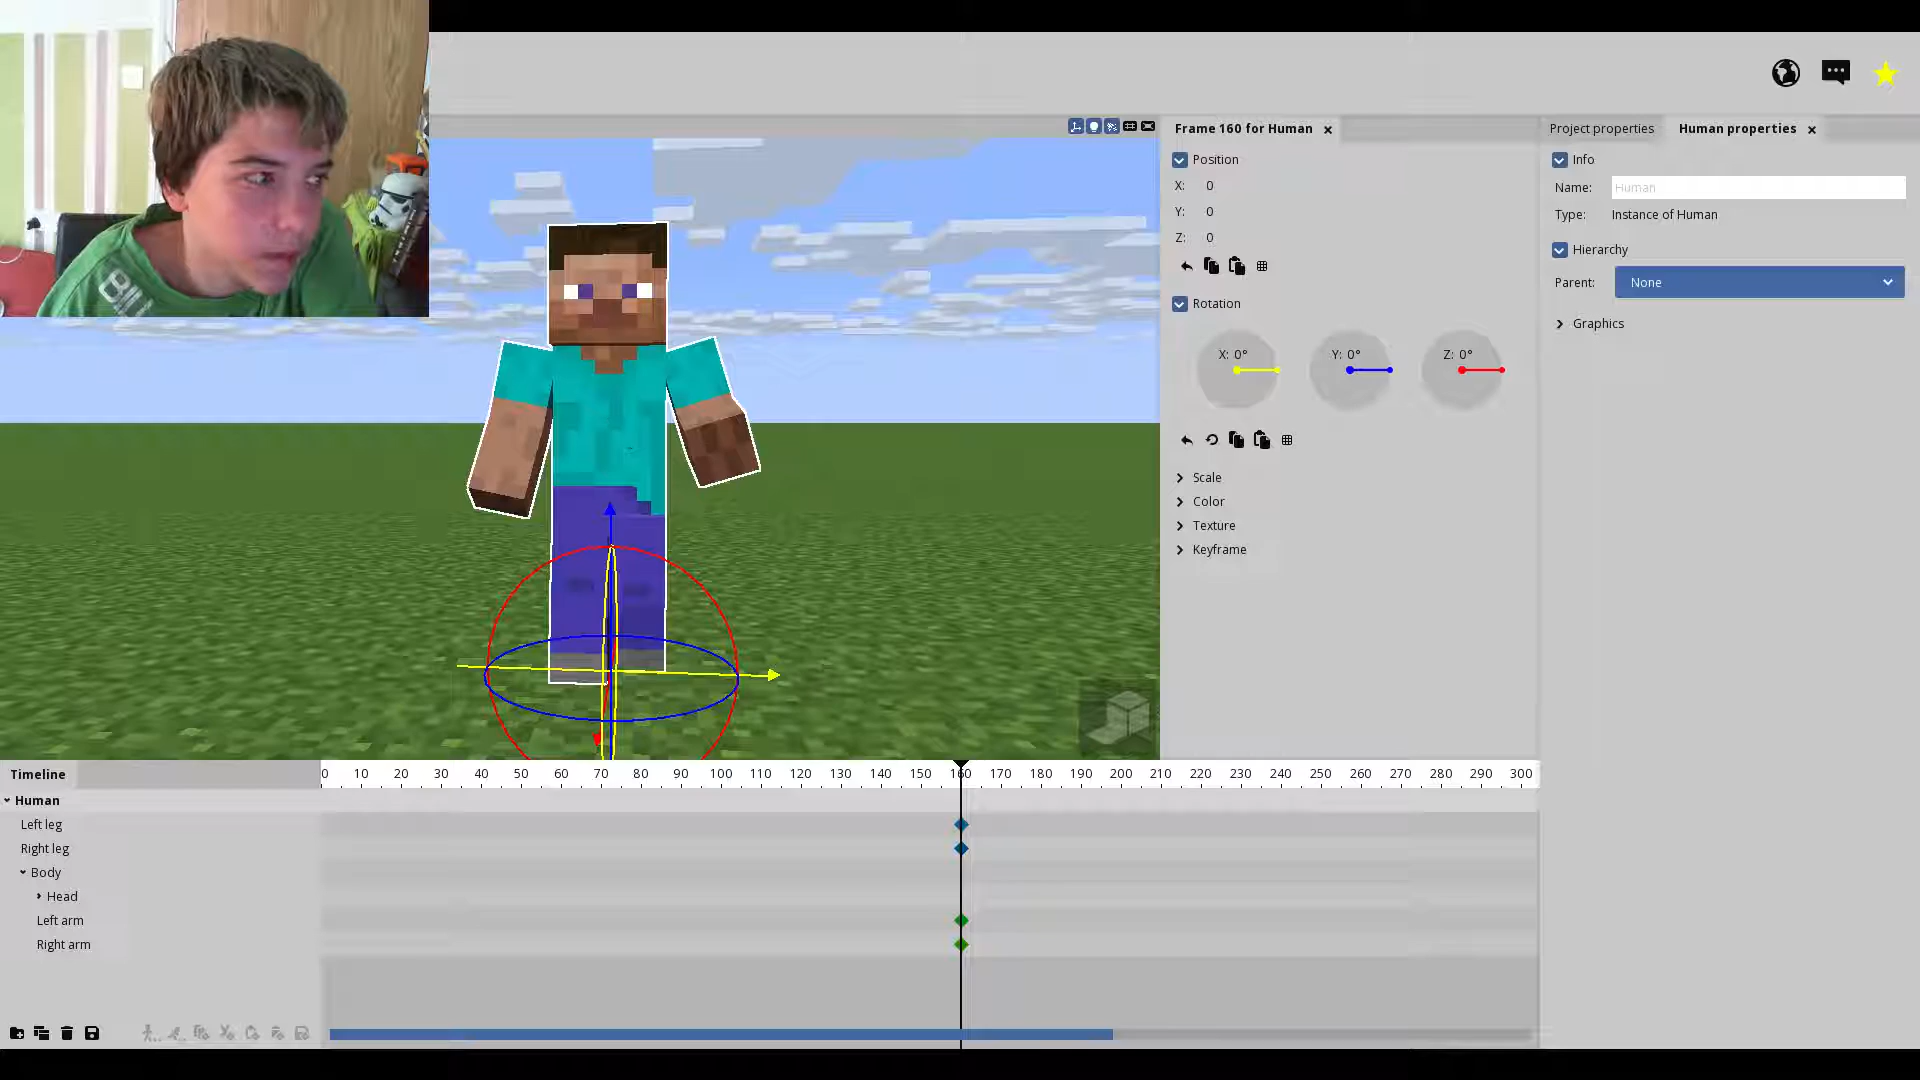 Frame 160 for Human
Project properties
Human properties
Position
X: 0
Y: 0
Z: 0
Rotation
X: 0°
Y: 0°
Z: 0°
Scale
Color
Texture
Keyframe
Info
Name: Human
Type: Instance of Human
Hierarchy
Parent: None
Graphics
Timeline
0 10 20 30 40 50 60 70 80 90 100 110 120 130 140 150 160 170 180 190 200 210 220 230 240 250 260 270 280 290 300
Human
Left leg
Right leg
Body
Head
Left arm
Right arm